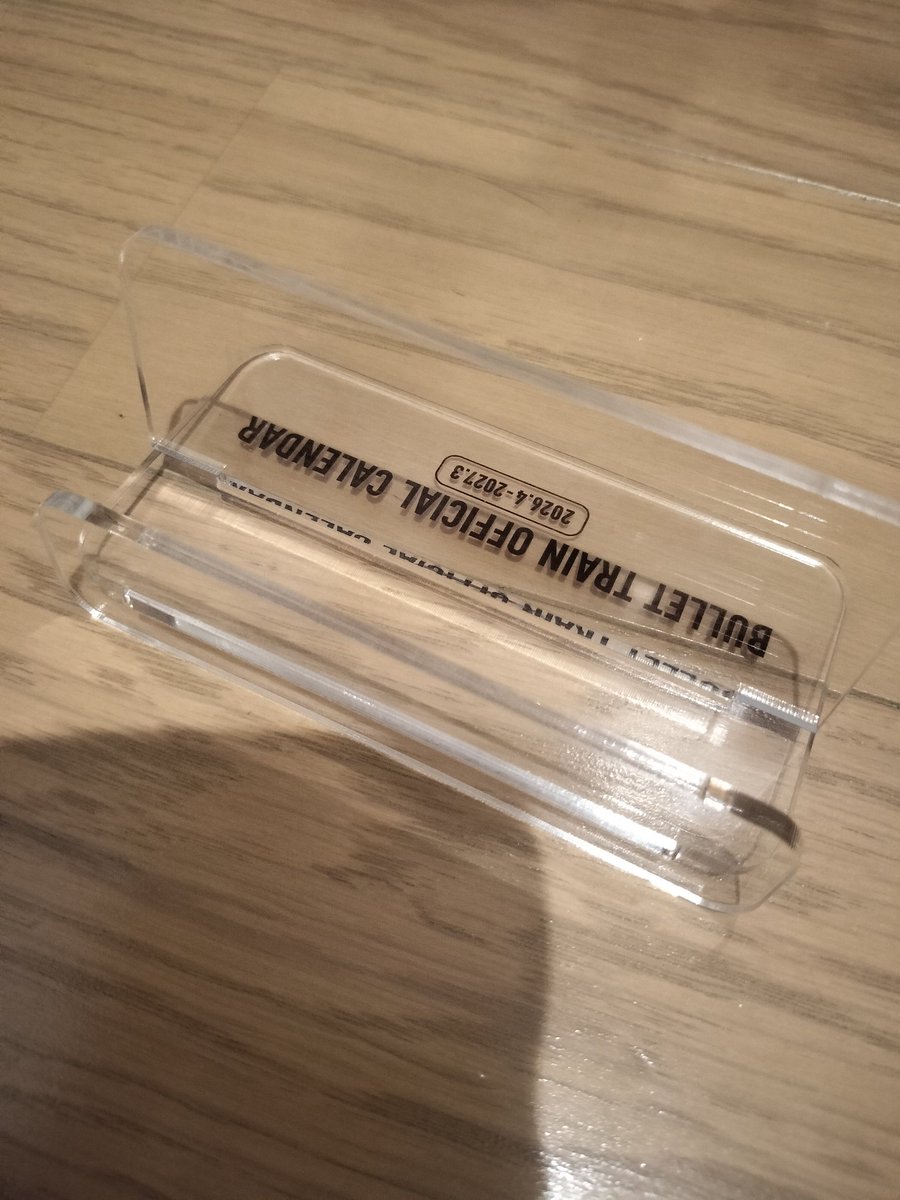 BULLET TRAIN OFFICIAL CALENDAR
2026.4-2027.3